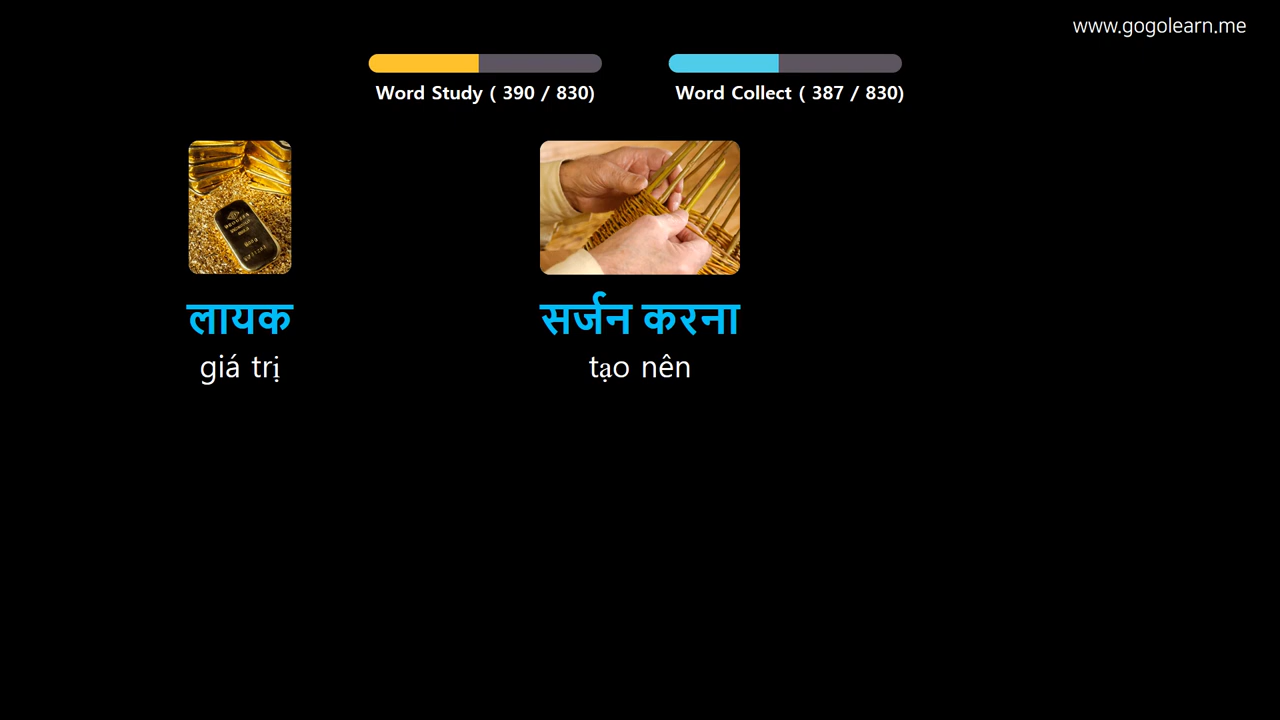 www.gogolearn.me
Word Study ( 390 / 830)
Word Collect ( 387 / 830)
लायक
giá trị
सर्जन करना
tạo nên